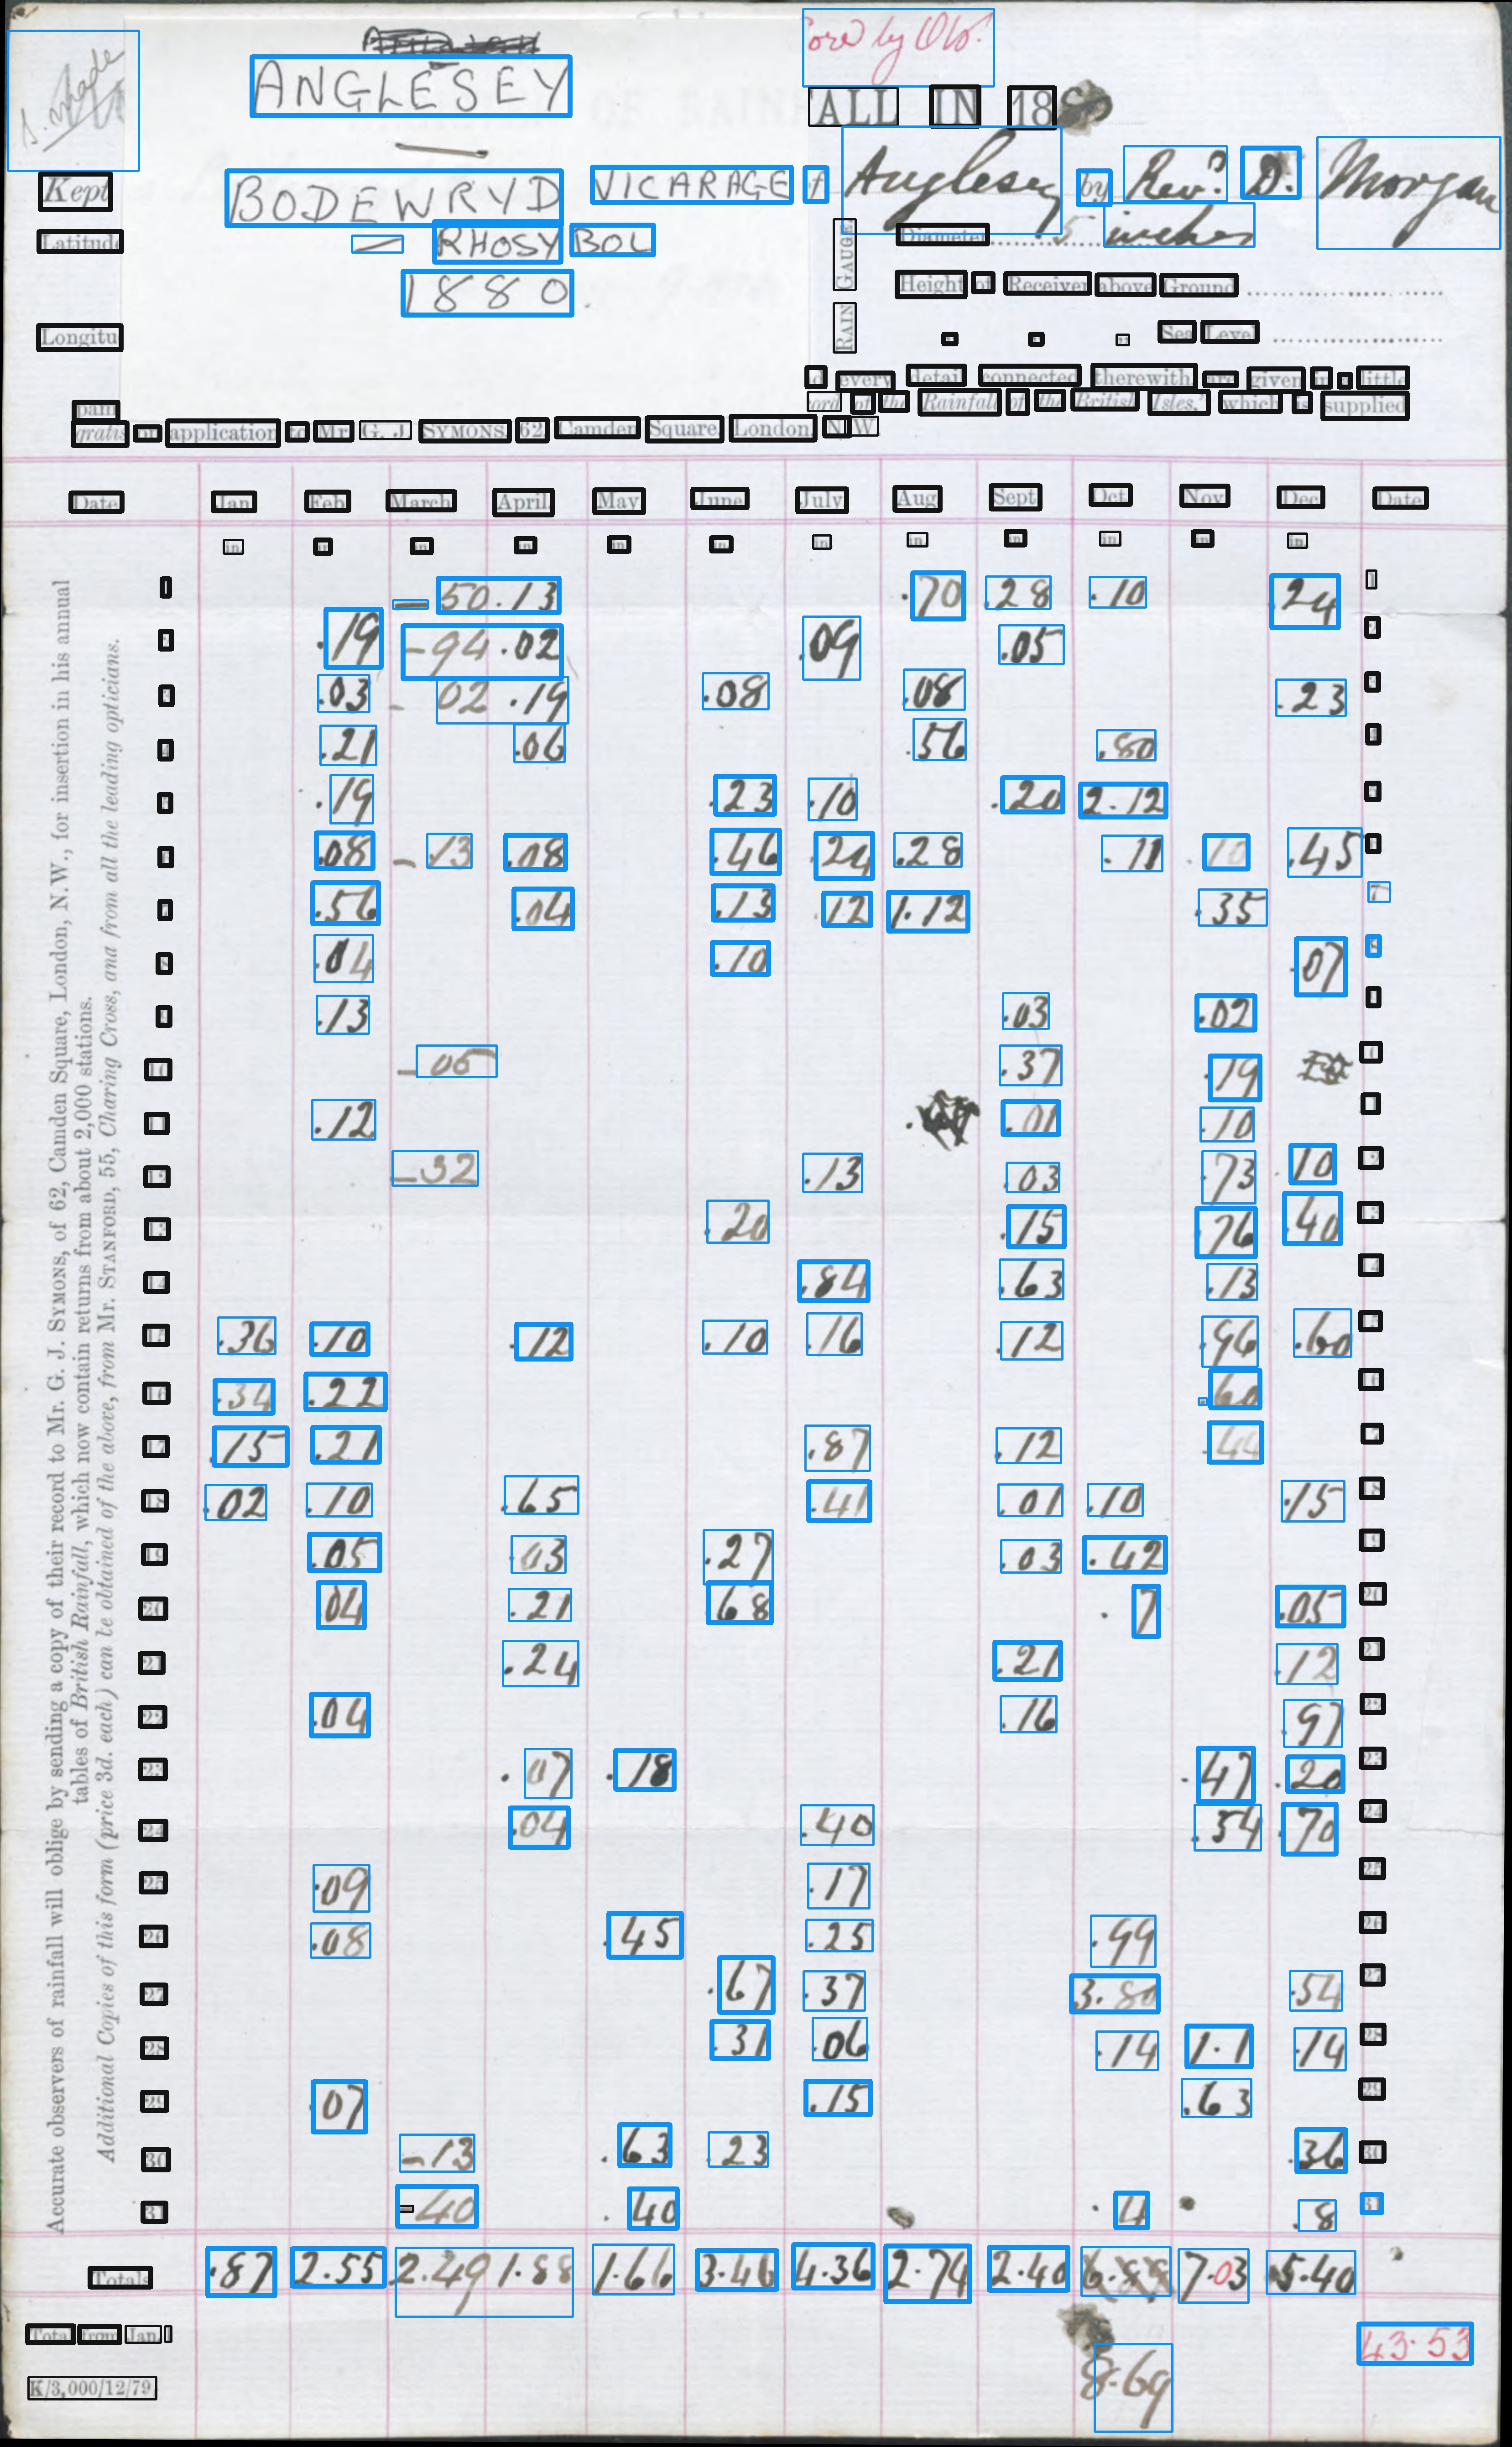 ANGLESEY
ALL IN 18
Kept BODEWRYD VICARAGE of Anglesey by Rev. D. Morgan
Latitude — RHOSY BOL
RAIN GAUGE
Diameter 5 inches
1880.
Height of Receiver above Ground
Longitu
" " " Sea Level
d every detail connected therewith are given in a little
pam cord of the Rainfall of the British Isles," which is supplied
gratis on application to Mr. G. J. SYMONS, 62, Camden Square, London, N.W.
Accurate observers of rainfall will oblige by sending a copy of their record to Mr. G. J. SYMONS, of 62, Camden Square, London, N.W., for insertion in his annual
tables of British Rainfall, which now contain returns from about 2,000 stations.
Additional Copies of this form (price 3d. each) can be obtained of the above, from Mr. STANFORD, 55, Charing Cross, and from all the leading opticians.
Date Jan. Feb. March April May June July Aug. Sept. Oct. Nov. Dec. Date
in. in. in. in. in. in. in. in. in. in. in. in.
1 – 50 .13 .70 .28 .10 .24 1
2 .19 – 94 .02 .09 .05 2
3 .03 – 02 .19 .08 .08 .23 3
4 .21 .06 .56 .80 4
5 .19 .23 .10 .20 2.12 5
6 .08 – .13 .08 .46 .24 .28 .11 .10 .45 6
7 .56 .04 .13 .12 1.12 .35 7
8 .04 .10 .07 8
9 .13 .03 .02 9
10 – 05 .37 .19 10
11 .12 .01 .10 11
12 – 32 .13 .03 .73 .10 12
13 .20 .15 .76 .40 13
14 .84 .63 .13 14
15 .36 .10 .12 .10 .16 .12 .96 .60 15
16 .34 .22 .60 16
17 .15 .21 .87 .12 .44 17
18 .02 .10 .65 .41 .01 .10 .15 18
19 .05 .03 .27 .03 .42 19
20 .04 .21 .68 .7 .05 20
21 .24 .21 .12 21
22 .04 .16 .97 22
23 .07 .18 .47 .20 23
24 .04 .40 .54 .70 24
25 .09 .17 25
26 .08 .45 .25 .99 26
27 .67 .37 3.80 .54 27
28 .31 .06 .14 1.1 .14 28
29 .07 .15 .63 29
30 – 13 .63 .23 .36 30
31 – 40 .40 .4 .8 31
Totals .87 2.55 2.49 1.88 1.66 3.46 4.36 2.74 2.40 6.89 7.03 5.40
Total from Jan. 1 43.53
8.69
K/3,000/12/79.